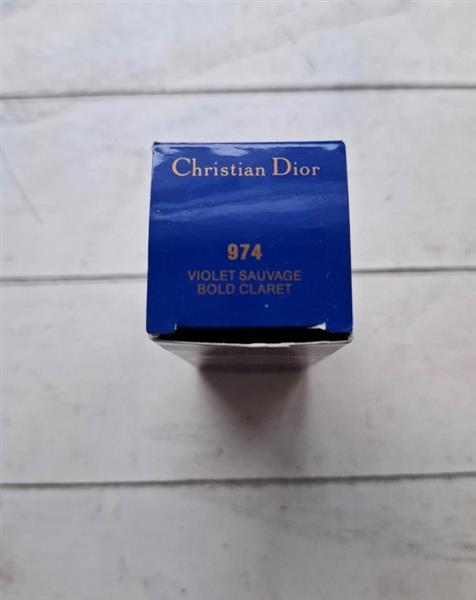 Christian Dior
974
VIOLET SAUVAGE
BOLD CLARET